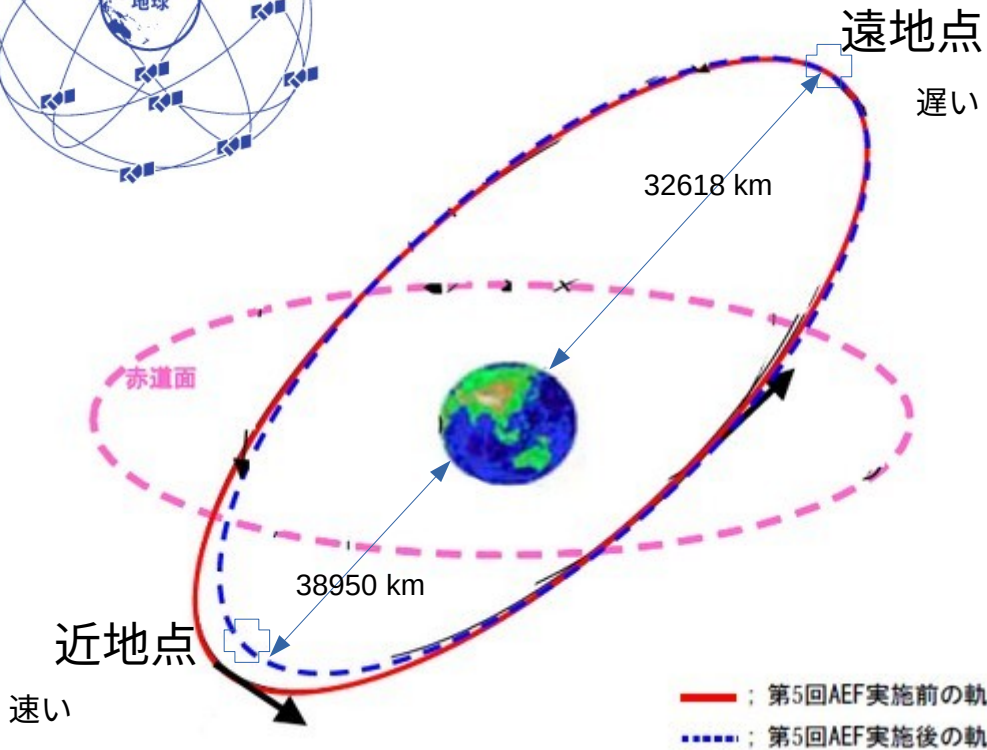 地球
遠地点
遅い
32618 km
赤道面
38950 km
近地点
速い
; 第5回AEF実施前の軌
; 第5回AEF実施後の軌